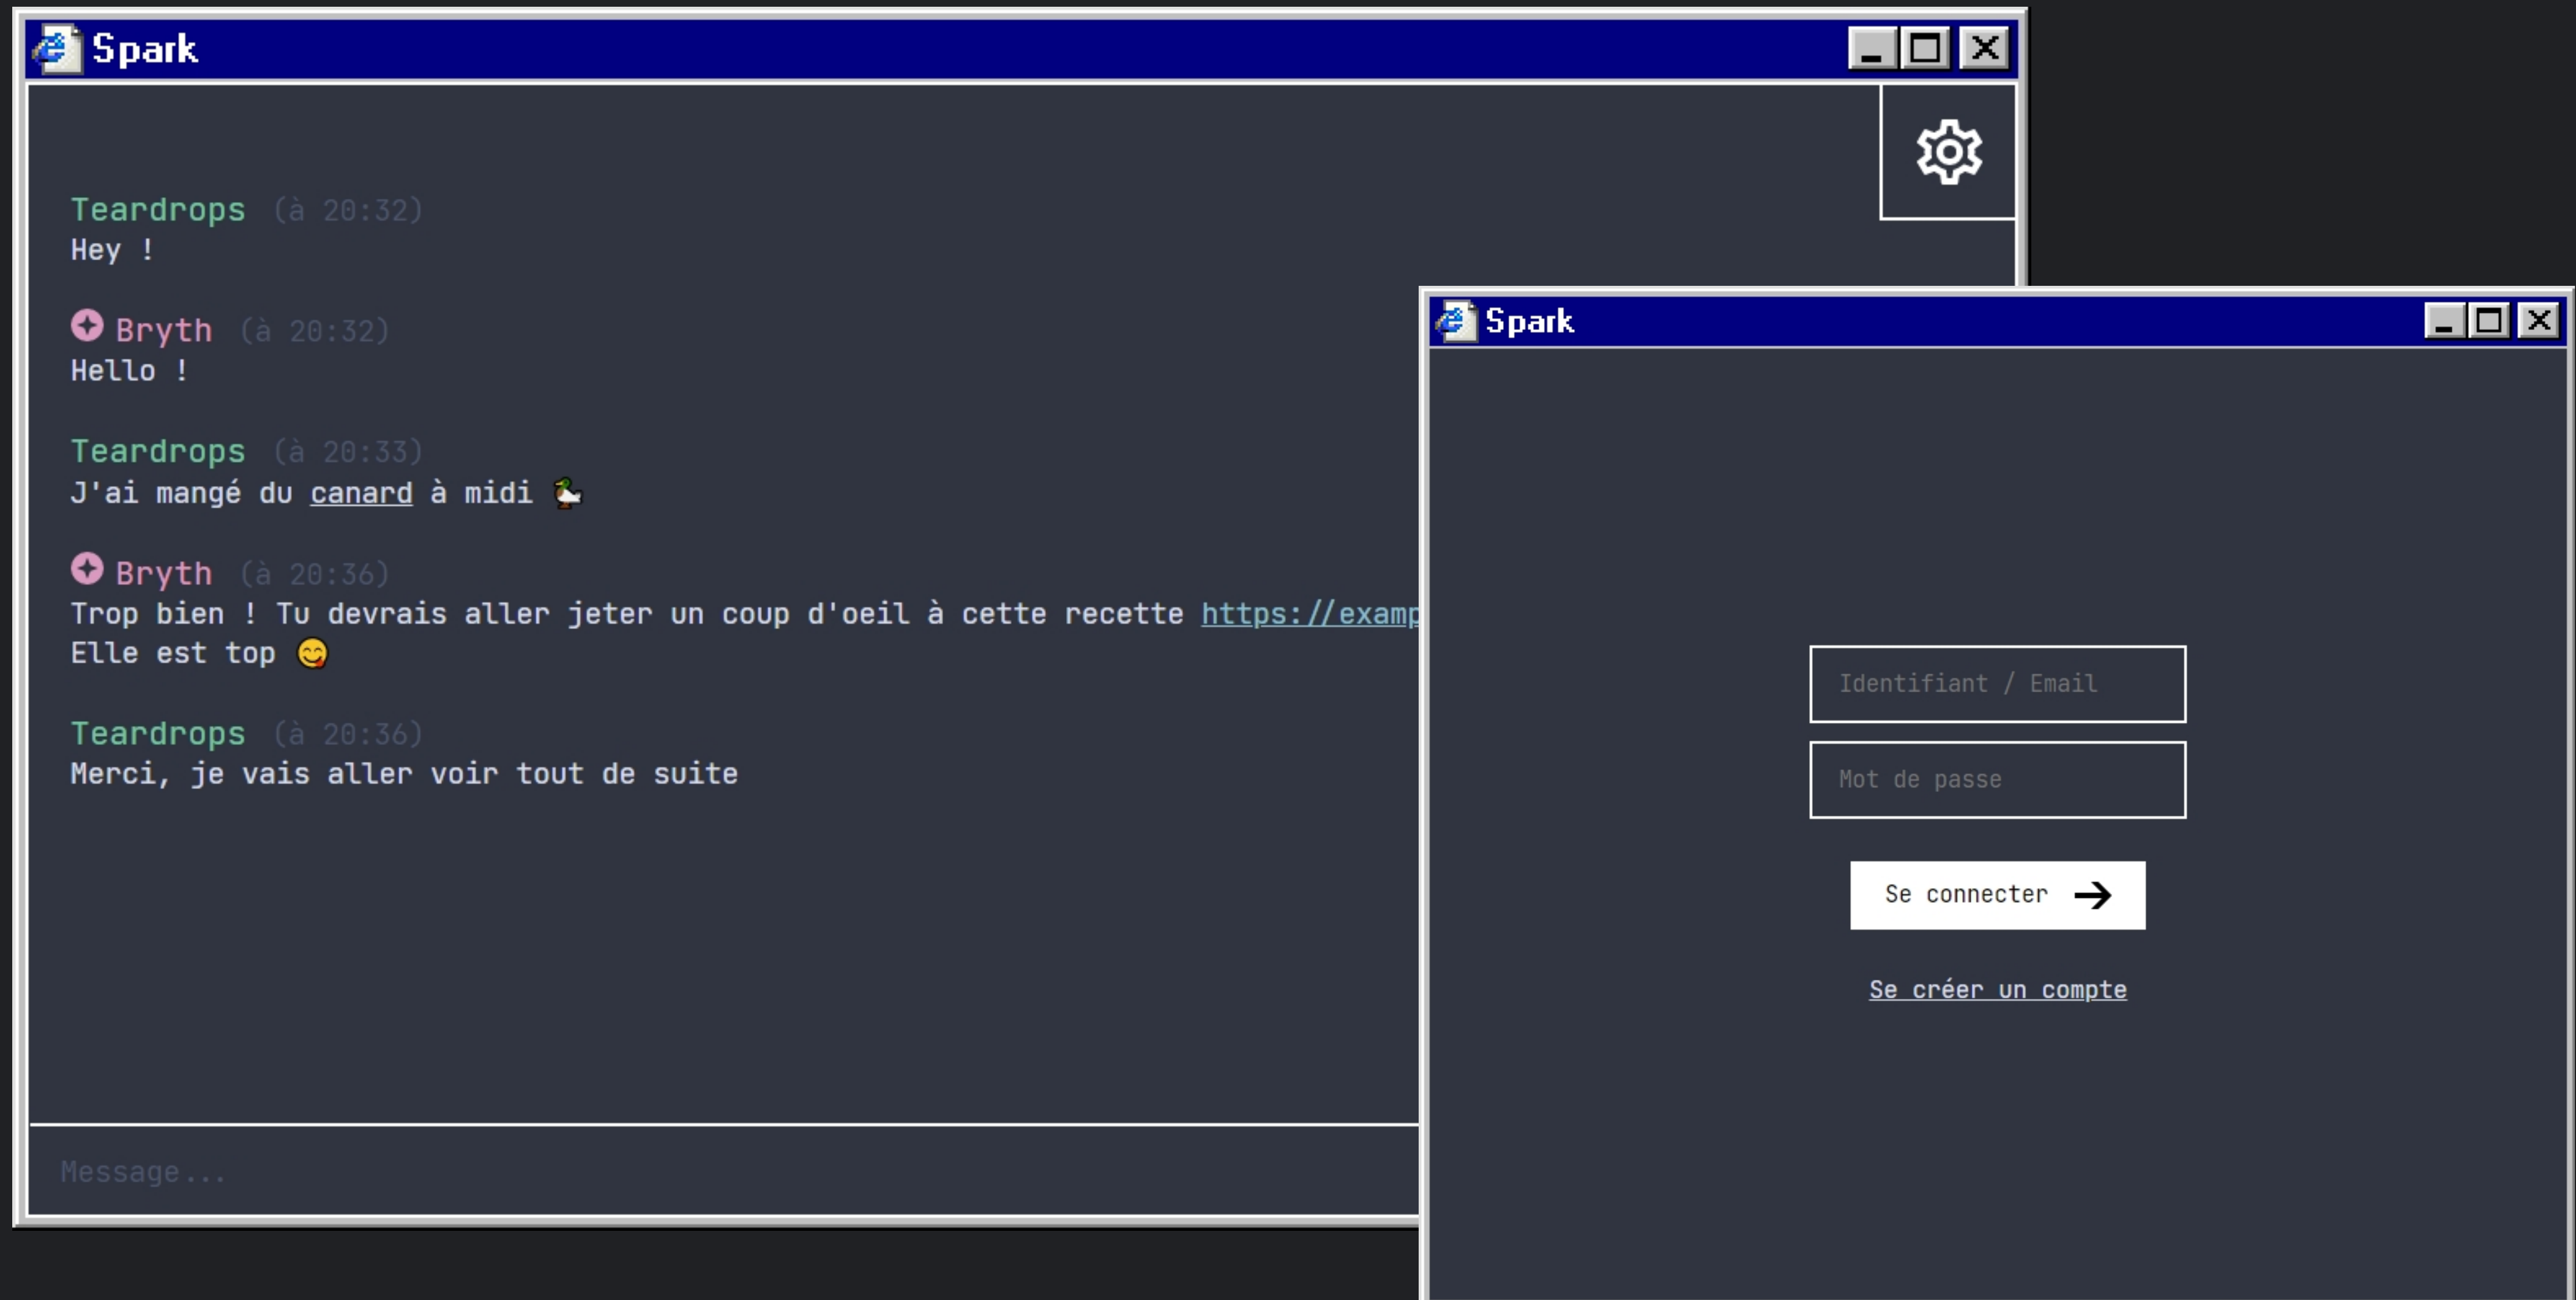 Spark
Teardrops (à 20:32)
Hey !
Bryth (à 20:32)
Hello !
Teardrops (à 20:33)
J'ai mangé du canard à midi 🦆
Bryth (à 20:36)
Trop bien ! Tu devrais aller jeter un coup d'oeil à cette recette https://examp
Elle est top 😋
Teardrops (à 20:36)
Merci, je vais aller voir tout de suite
Message...
Spark
Identifiant / Email
Mot de passe
Se connecter →
Se créer un compte